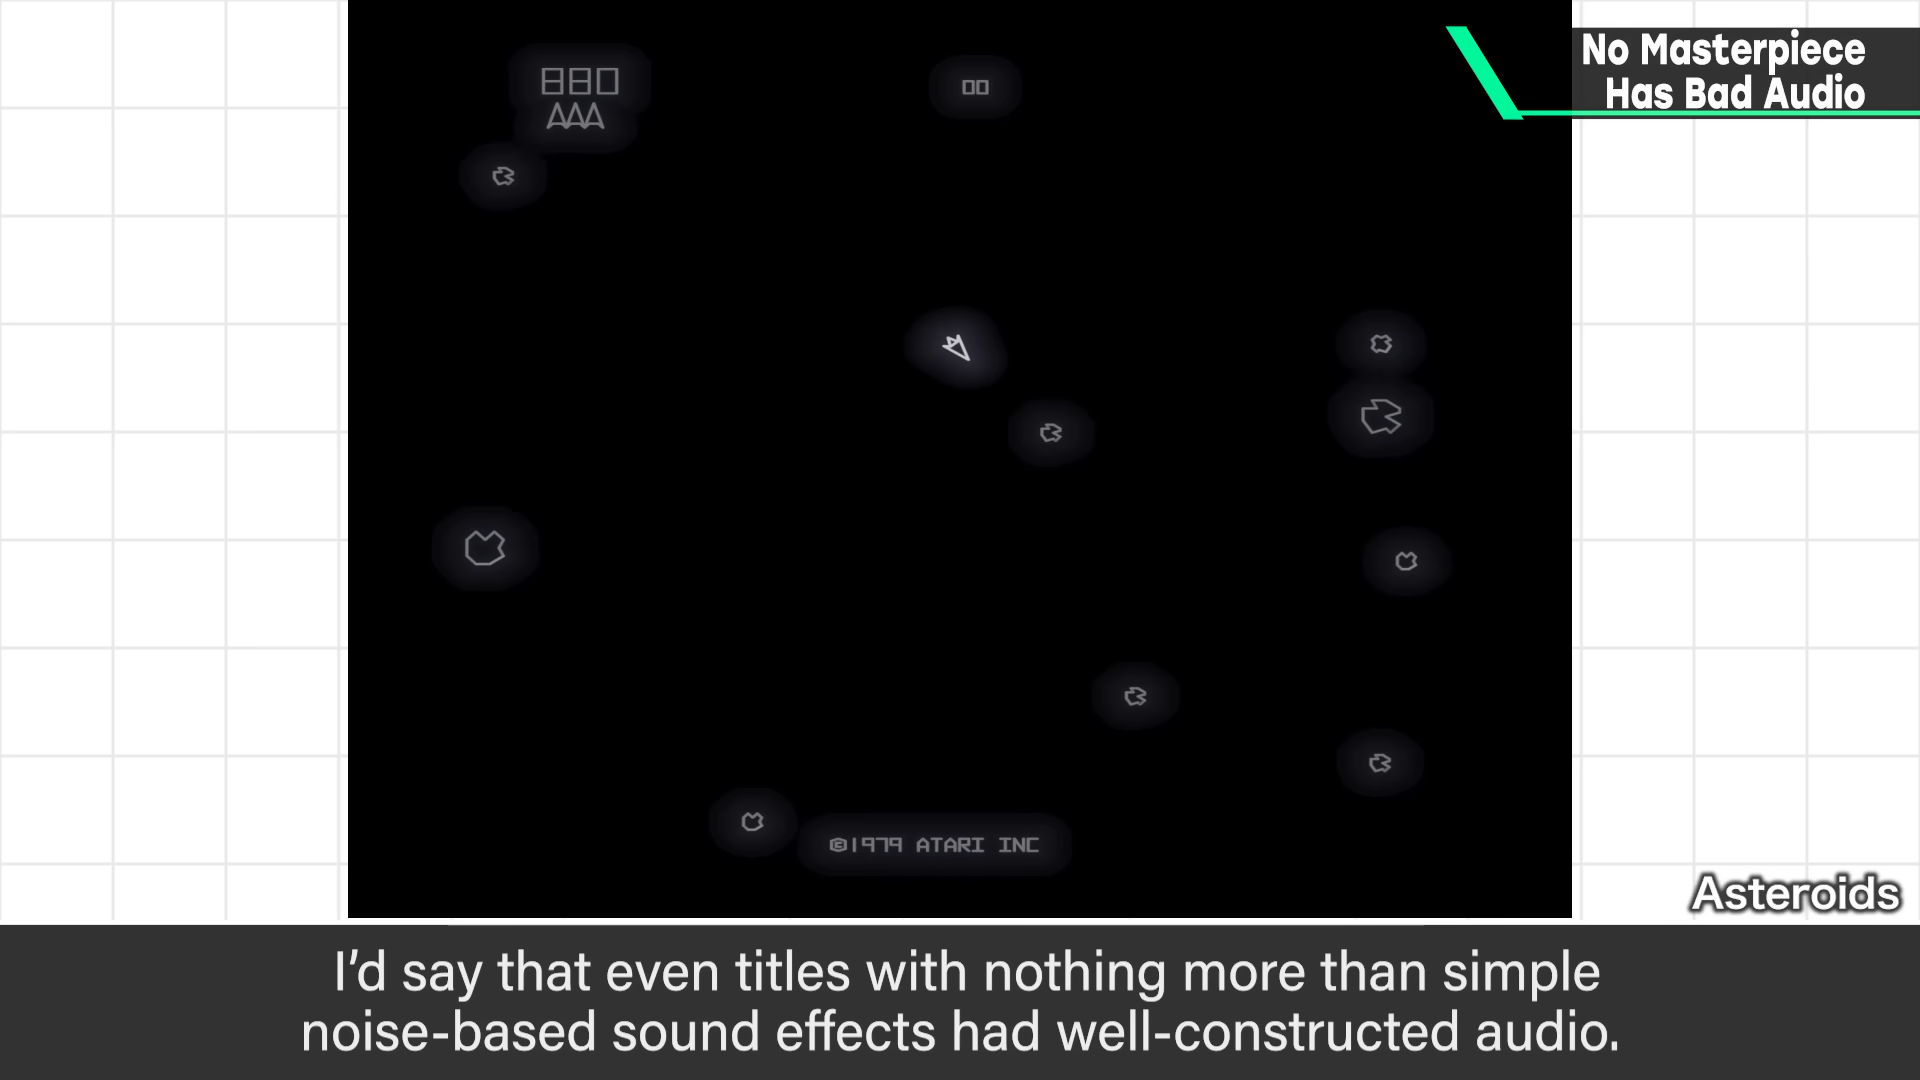 No Masterpiece
Has Bad Audio
880
00
©1979 ATARI INC
Asteroids
I'd say that even titles with nothing more than simple
noise-based sound effects had well-constructed audio.